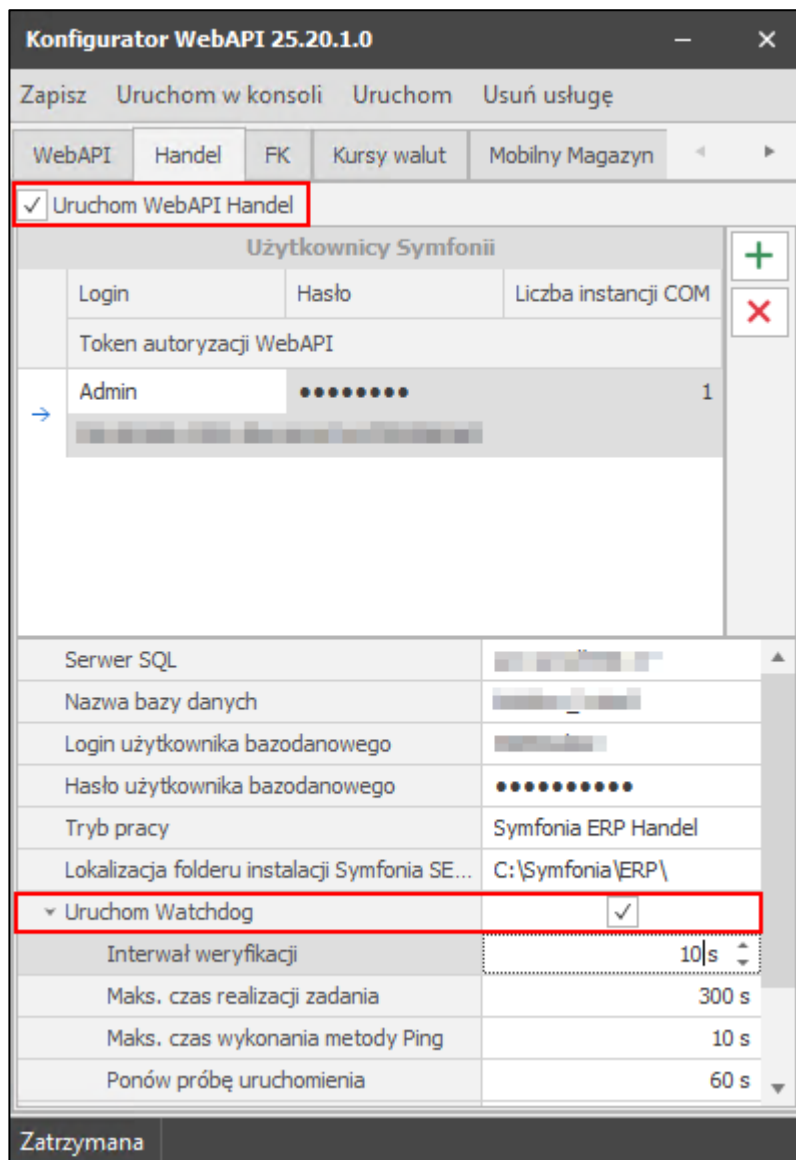 Konfigurator WebAPI 25.20.1.0
Zapisz Uruchom w konsoli Uruchom Usuń usługę
WebAPI Handel FK Kursy walut Mobilny Magazyn
Uruchom WebAPI Handel
Użytkownicy Symfonii
Login Hasło Liczba instancji COM
Token autoryzacji WebAPI
Admin ●●●●●●●● 1
Serwer SQL
Nazwa bazy danych
Login użytkownika bazodanowego
Hasło użytkownika bazodanowego ●●●●●●●●●●
Tryb pracy Symfonia ERP Handel
Lokalizacja folderu instalacji Symfonia SE... C:\Symfonia\ERP\
Uruchom Watchdog
Interwał weryfikacji 10 s
Maks. czas realizacji zadania 300 s
Maks. czas wykonania metody Ping 10 s
Ponów próbę uruchomienia 60 s
Zatrzymana